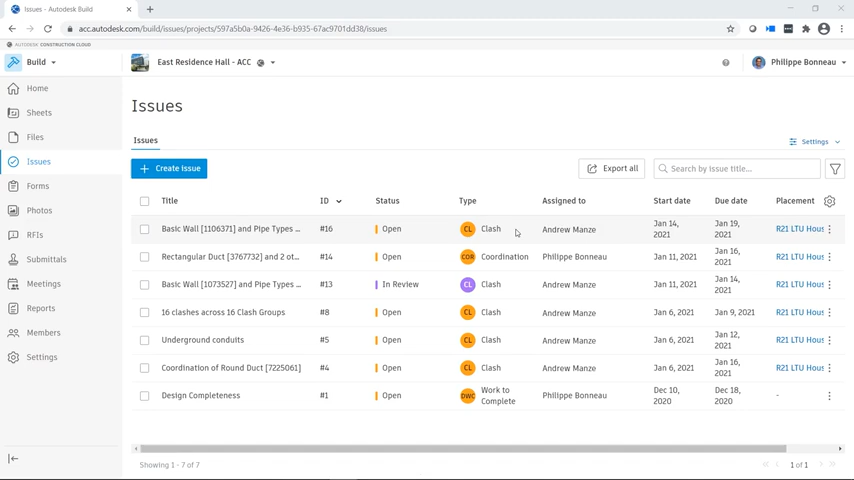 Issues - Autodesk Build
acc.autodesk.com/build/issues/projects/597a5b0a-9426-4e36-b935-67ac9701dd38/issues
AUTODESK CONSTRUCTION CLOUD
Build
East Residence Hall - ACC
Philippe Bonneau
Home
Sheets
Files
Issues
Forms
Photos
RFIs
Submittals
Meetings
Reports
Members
Settings
Issues
Issues
Settings
Create issue
Export all
Search by issue title...
Title ID Status Type Assigned to Start date Due date Placement
Basic Wall [1106371] and Pipe Types ... #16 Open CL Clash Andrew Manze Jan 14, 2021 Jan 19, 2021 R21 LTU Hous
Rectangular Duct [3767732] and 2 ot... #14 Open COR Coordination Philippe Bonneau Jan 11, 2021 Jan 16, 2021 R21 LTU Hous
Basic Wall [1073527] and Pipe Types ... #13 In Review CL Clash Andrew Manze Jan 11, 2021 Jan 14, 2021 R21 LTU Hous
16 clashes across 16 Clash Groups #8 Open CL Clash Andrew Manze Jan 6, 2021 Jan 9, 2021 R21 LTU Hous
Underground conduits #5 Open CL Clash Andrew Manze Jan 6, 2021 Jan 12, 2021 R21 LTU Hous
Coordination of Round Duct [7225061] #4 Open CL Clash Andrew Manze Jan 6, 2021 Jan 16, 2021 R21 LTU Hous
Design Completeness #1 Open DWC Work to Complete Philippe Bonneau Dec 10, 2020 Dec 18, 2020 -
Showing 1 - 7 of 7
1 of 1